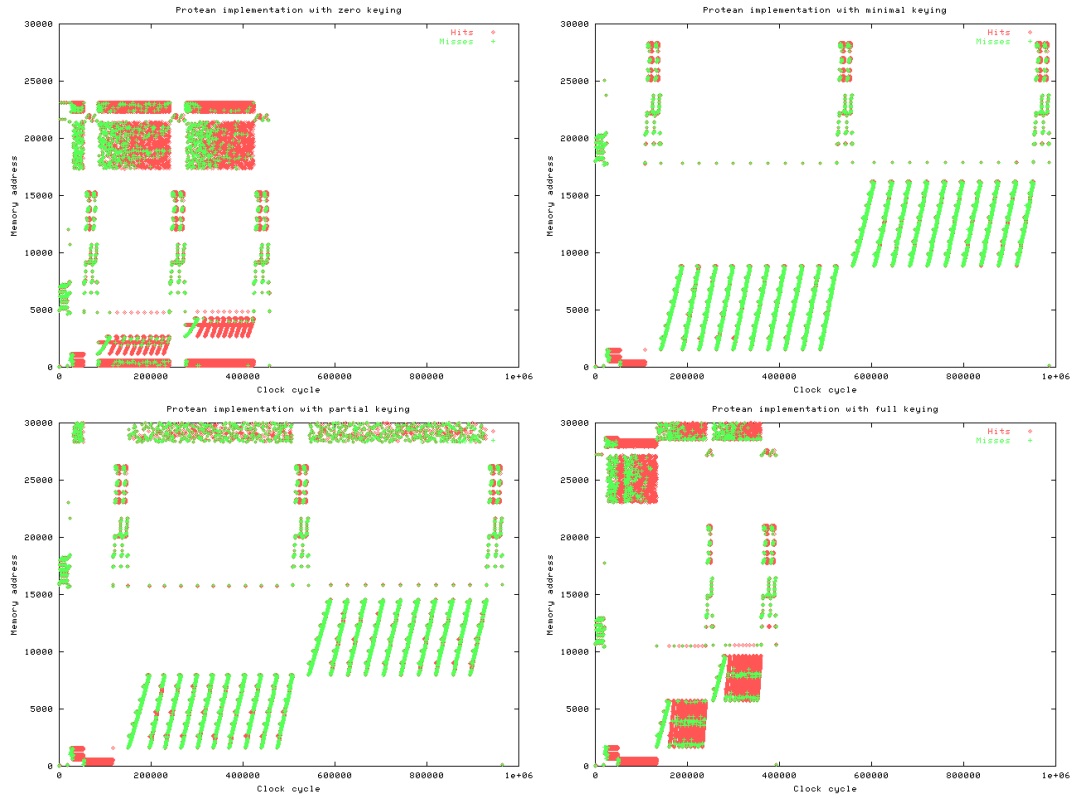 Protean implementation with zero keying
30000
25000
20000
15000
10000
5000
0
Memory address
Hits
Misses
0
200000
400000
600000
800000
1e+06
Clock cycle
Protean implementation with minimal keying
30000
25000
20000
15000
10000
5000
0
Memory address
Hits
Misses
0
200000
400000
600000
800000
1e+06
Clock cycle
Protean implementation with partial keying
30000
25000
20000
15000
10000
5000
0
Memory address
Hits
Misses
0
200000
400000
600000
800000
1e+06
Clock cycle
Protean implementation with full keying
30000
25000
20000
15000
10000
5000
0
Memory address
Hits
Misses
0
200000
400000
600000
800000
1e+06
Clock cycle